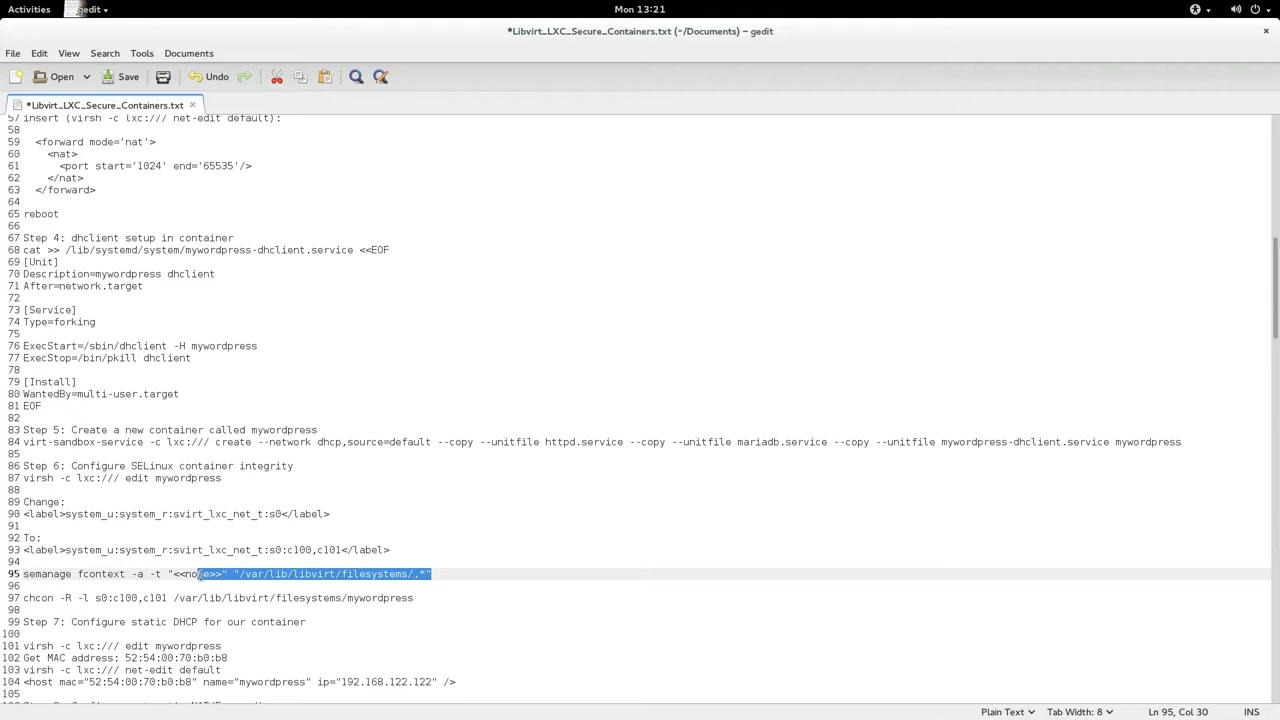 Activities
gedit
Mon 13:21
*Libvirt_LXC_Secure_Containers.txt (~/Documents) – gedit
×
File Edit View Search Tools Documents
Open Save Undo
*Libvirt_LXC_Secure_Containers.txt ×
57 insert (virsh -c lxc:/// net-edit default):
58
59 <forward mode='nat'>
60 <nat>
61 <port start='1024' end='65535'/>
62 </nat>
63 </forward>
64
65 reboot
66
67 Step 4: dhclient setup in container
68 cat >> /lib/systemd/system/mywordpress-dhclient.service <<EOF
69 [Unit]
70 Description=mywordpress dhclient
71 After=network.target
72
73 [Service]
74 Type=forking
75
76 ExecStart=/sbin/dhclient -H mywordpress
77 ExecStop=/bin/pkill dhclient
78
79 [Install]
80 WantedBy=multi-user.target
81 EOF
82
83 Step 5: Create a new container called mywordpress
84 virt-sandbox-service -c lxc:/// create --network dhcp,source=default --copy --unitfile httpd.service --copy --unitfile mariadb.service --copy --unitfile mywordpress-dhclient.service mywordpress
85
86 Step 6: Configure SELinux container integrity
87 virsh -c lxc:/// edit mywordpress
88
89 Change:
90 <label>system_u:system_r:svirt_lxc_net_t:s0</label>
91
92 To:
93 <label>system_u:system_r:svirt_lxc_net_t:s0:c100,c101</label>
94
95 semanage fcontext -a -t "<<none>>" "/var/lib/libvirt/filesystems/.*"
96
97 chcon -R -l s0:c100,c101 /var/lib/libvirt/filesystems/mywordpress
98
99 Step 7: Configure static DHCP for our container
100
101 virsh -c lxc:/// edit mywordpress
102 Get MAC address: 52:54:00:70:b0:b8
103 virsh -c lxc:/// net-edit default
104 <host mac="52:54:00:70:b0:b8" name="mywordpress" ip="192.168.122.122" />
105
Plain Text Tab Width: 8 Ln 95, Col 30 INS